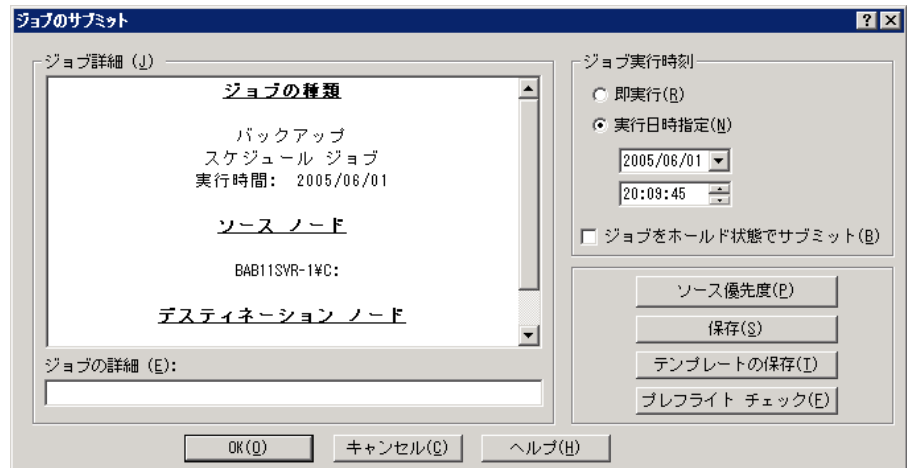 ジョブのサブミット
ジョブ詳細 (J)
ジョブの種類
バックアップ
スケジュール ジョブ
実行時間: 2005/06/01
ソース ノード
BAB11SVR-1¥C:
デスティネーション ノード
ジョブの詳細 (E):
ジョブ実行時刻
即実行(R)
実行日時指定(N)
2005/06/01
20:09:45
ジョブをホールド状態でサブミット(B)
ソース優先度(P)
保存(S)
テンプレートの保存(T)
プレフライト チェック(F)
OK(O)
キャンセル(C)
ヘルプ(H)